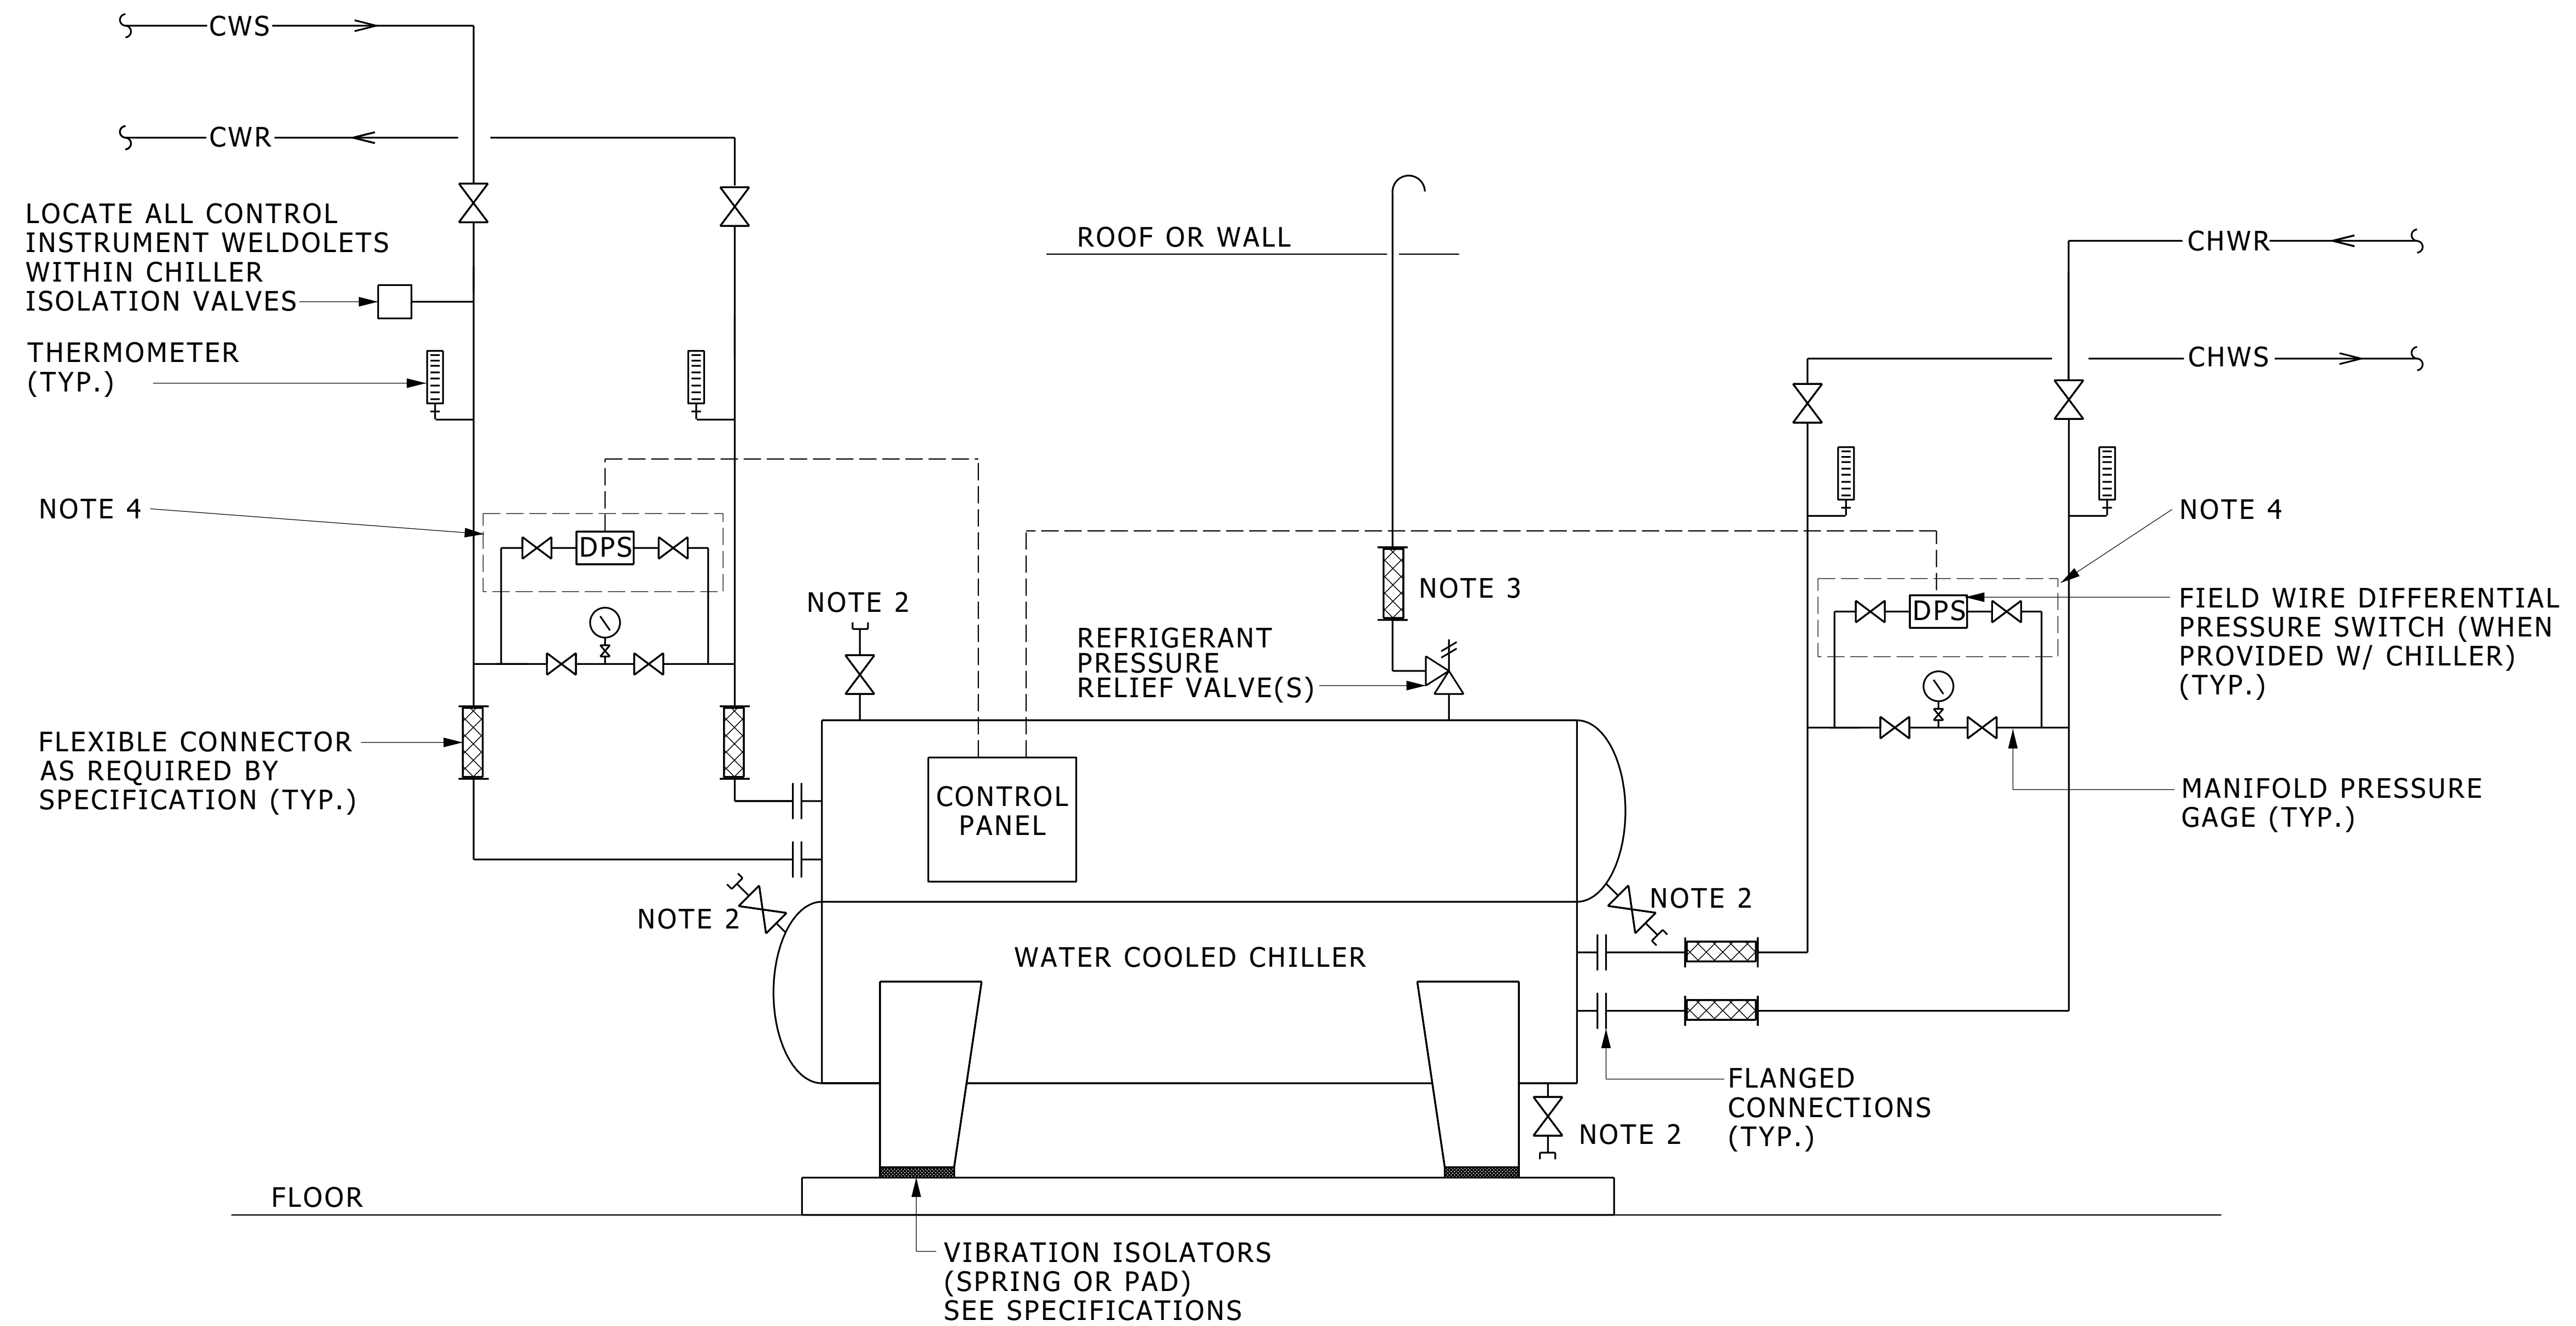 CWS
CWR
LOCATE ALL CONTROL
INSTRUMENT WELDOLETS
WITHIN CHILLER
ISOLATION VALVES
THERMOMETER
(TYP.)
NOTE 4
DPS
FLEXIBLE CONNECTOR
AS REQUIRED BY
SPECIFICATION (TYP.)
NOTE 2
NOTE 2
ROOF OR WALL
NOTE 3
REFRIGERANT
PRESSURE
RELIEF VALVE(S)
CONTROL
PANEL
WATER COOLED CHILLER
CHWR
CHWS
NOTE 4
DPS
FIELD WIRE DIFFERENTIAL
PRESSURE SWITCH (WHEN
PROVIDED W/ CHILLER)
(TYP.)
MANIFOLD PRESSURE
GAGE (TYP.)
NOTE 2
FLANGED
CONNECTIONS
(TYP.)
NOTE 2
FLOOR
VIBRATION ISOLATORS
(SPRING OR PAD)
SEE SPECIFICATIONS